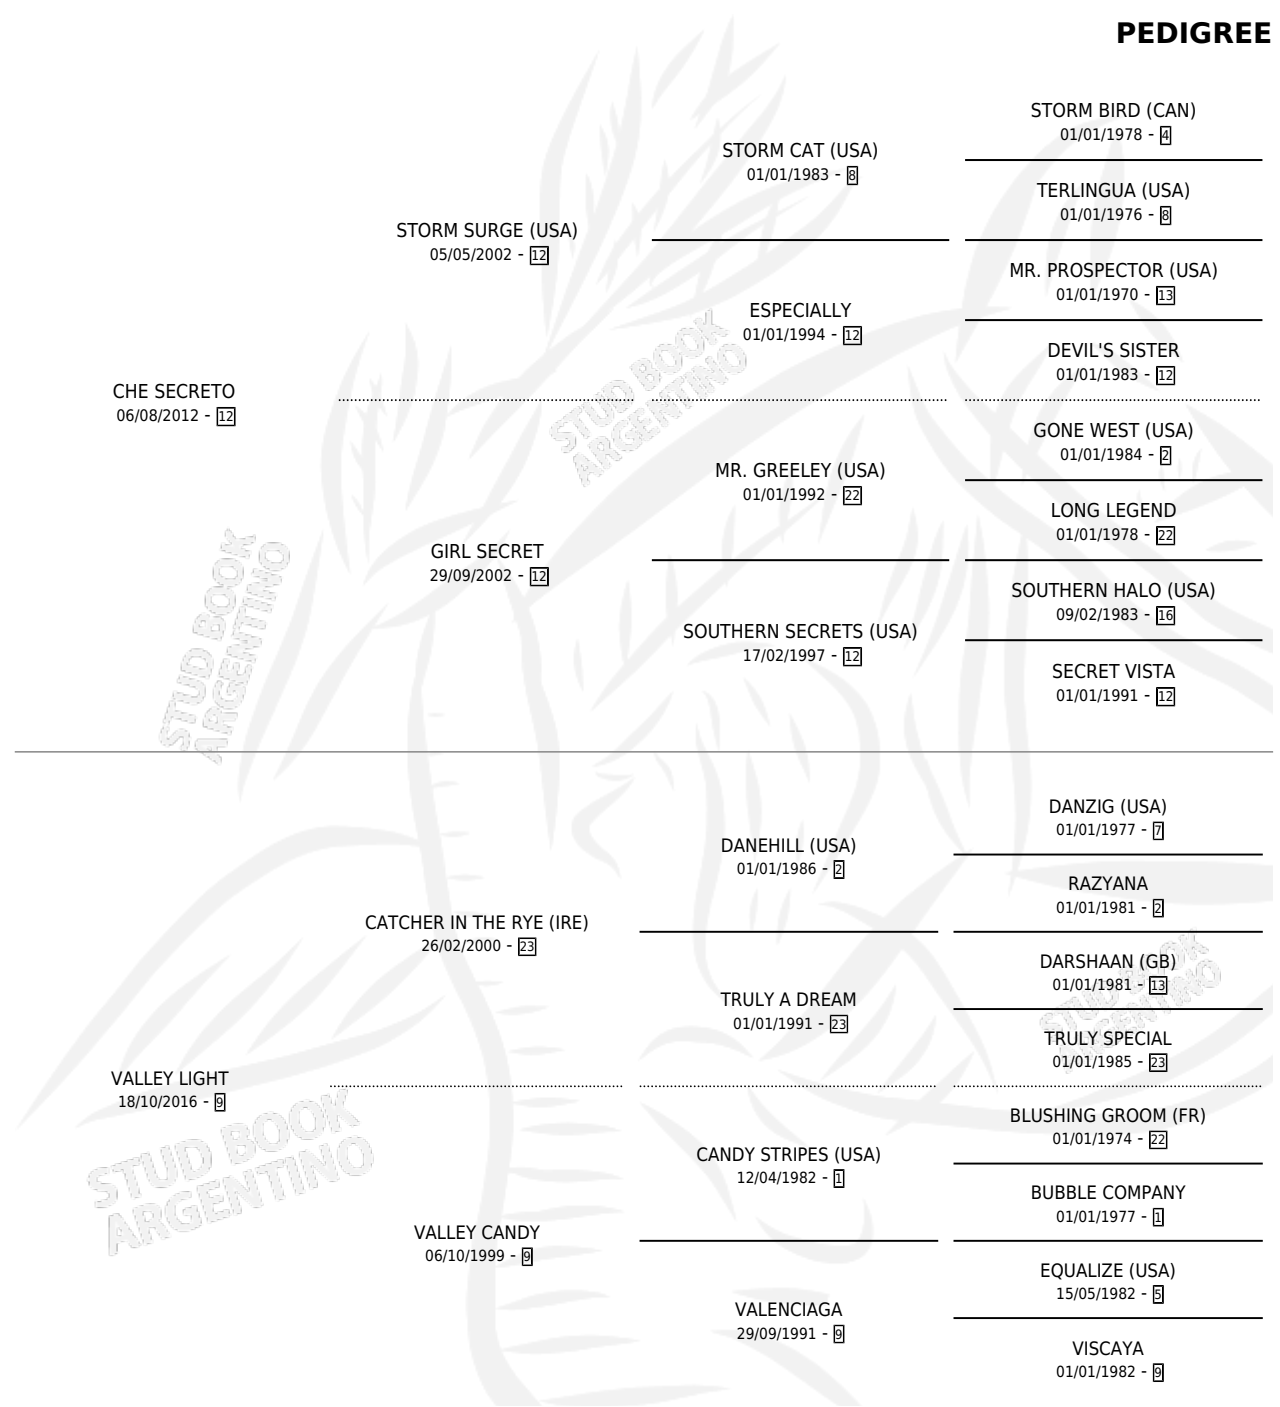 PEDIGREE
STORM BIRD (CAN)
01/01/1978 - 4
STORM CAT (USA)
01/01/1983 - 8
TERLINGUA (USA)
01/01/1976 - 8
STORM SURGE (USA)
05/05/2002 - 12
MR. PROSPECTOR (USA)
01/01/1970 - 13
ESPECIALLY
01/01/1994 - 12
DEVIL'S SISTER
01/01/1983 - 12
CHE SECRETO
06/08/2012 - 12
GONE WEST (USA)
01/01/1984 - 2
MR. GREELEY (USA)
01/01/1992 - 22
LONG LEGEND
01/01/1978 - 22
GIRL SECRET
29/09/2002 - 12
SOUTHERN HALO (USA)
09/02/1983 - 16
SOUTHERN SECRETS (USA)
17/02/1997 - 12
SECRET VISTA
01/01/1991 - 12
DANZIG (USA)
01/01/1977 - 7
DANEHILL (USA)
01/01/1986 - 2
RAZYANA
01/01/1981 - 2
CATCHER IN THE RYE (IRE)
26/02/2000 - 23
DARSHAAN (GB)
01/01/1981 - 13
TRULY A DREAM
01/01/1991 - 23
TRULY SPECIAL
01/01/1985 - 23
VALLEY LIGHT
18/10/2016 - 9
BLUSHING GROOM (FR)
01/01/1974 - 22
CANDY STRIPES (USA)
12/04/1982 - 1
BUBBLE COMPANY
01/01/1977 - 1
VALLEY CANDY
06/10/1999 - 9
EQUALIZE (USA)
15/05/1982 - 5
VALENCIAGA
29/09/1991 - 9
VISCAYA
01/01/1982 - 9
STUD BOOK
ARGENTINO
STUD BOOK
ARGENTINO
STUD BOOK
ARGENTINO
STUD BOOK
ARGENTINO